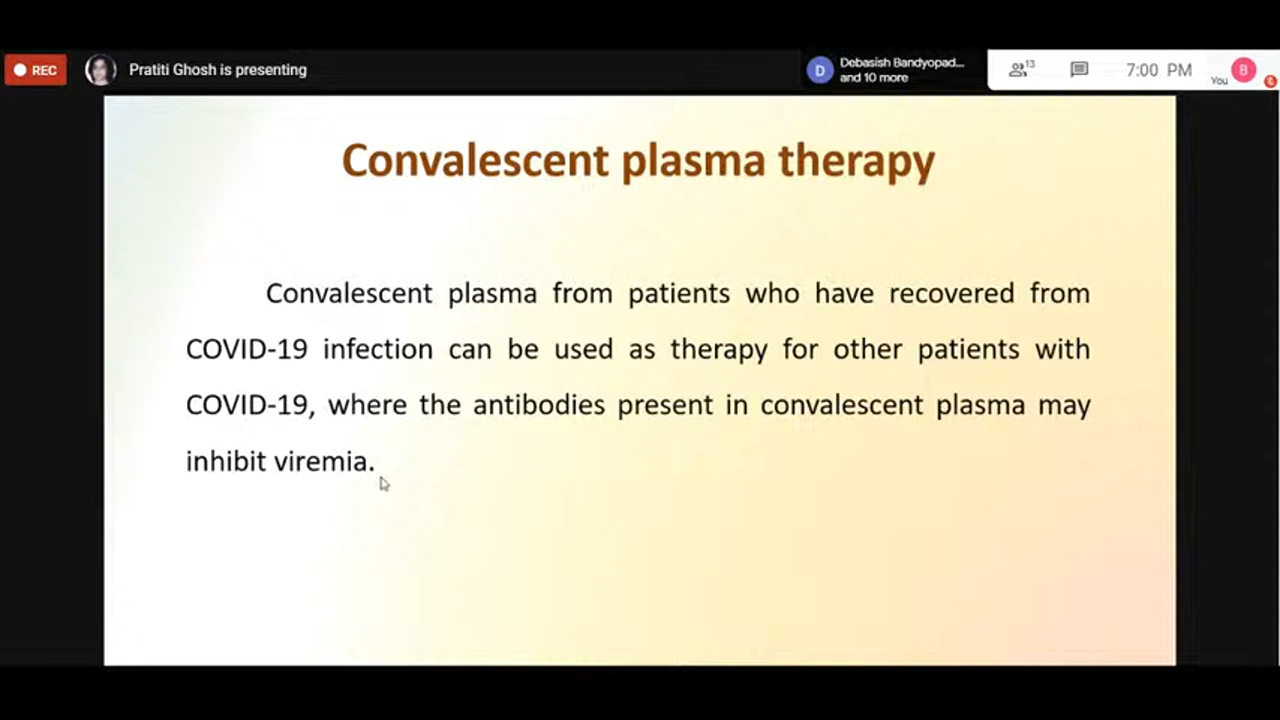 REC
Pratiti Ghosh is presenting
D
Debasish Bandyopad...
and 10 more
13
7:00 PM
You
B
Convalescent plasma therapy
Convalescent plasma from patients who have recovered from
COVID-19 infection can be used as therapy for other patients with
COVID-19, where the antibodies present in convalescent plasma may
inhibit viremia.